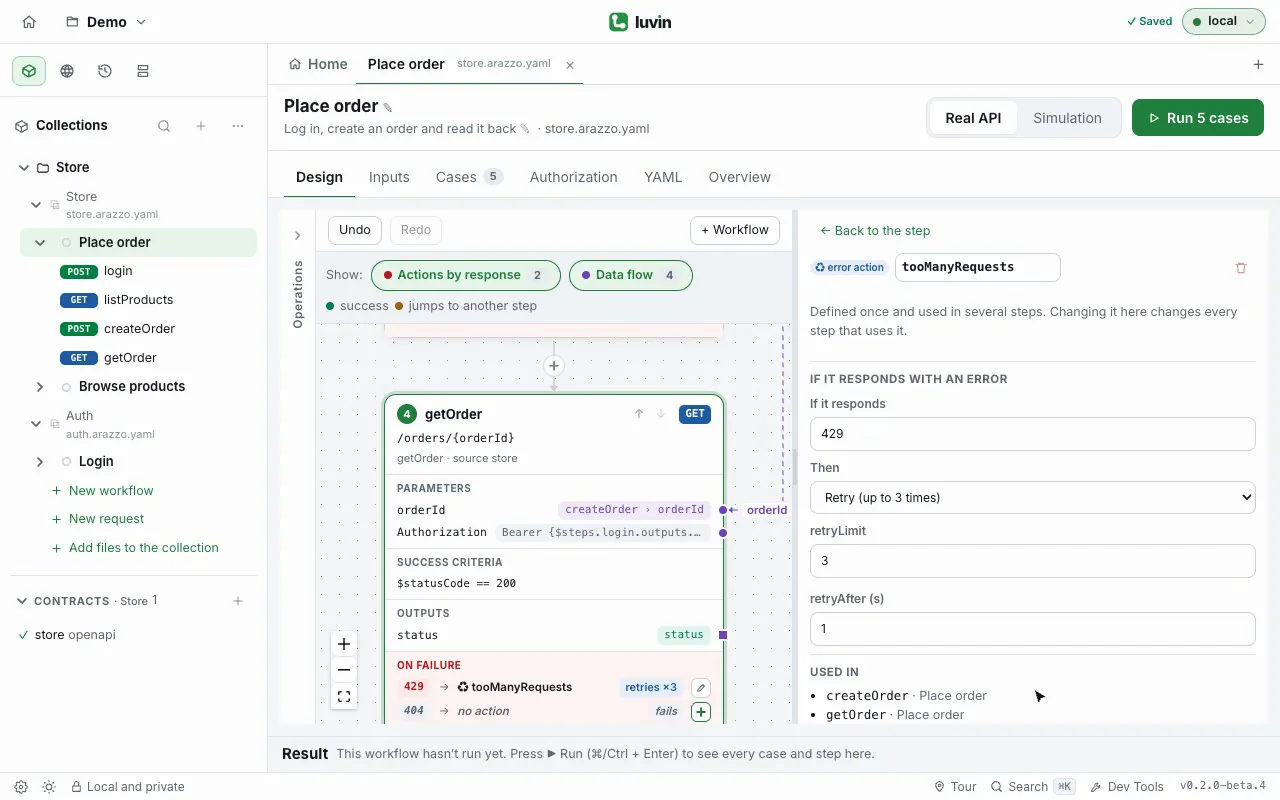 Demo
luvin
✓ Saved
local
Home
Place order store.arazzo.yaml ×
Collections
Store
Store
store.arazzo.yaml
Place order
POST login
GET listProducts
POST createOrder
GET getOrder
Browse products
Auth
auth.arazzo.yaml
Login
+ New workflow
+ New request
+ Add files to the collection
CONTRACTS · Store 1
✓ store openapi
Place order
Log in, create an order and read it back · store.arazzo.yaml
Real API
Simulation
Run 5 cases
Design
Inputs
Cases 5
Authorization
YAML
Overview
Operations
Undo
Redo
+ Workflow
Show:
Actions by response 2
Data flow 4
success
jumps to another step
4 getOrder ↑ ↓ GET
/orders/{orderId}
getOrder · source store
PARAMETERS
orderId createOrder › orderId
← orderId
Authorization Bearer {$steps.login.outputs.…
SUCCESS CRITERIA
$statusCode == 200
OUTPUTS
status status
ON FAILURE
429 → ♻ tooManyRequests retries ×3
404 → no action fails +
← Back to the step
♻ error action tooManyRequests
Defined once and used in several steps. Changing it here changes every
step that uses it.
IF IT RESPONDS WITH AN ERROR
If it responds
429
Then
Retry (up to 3 times)
retryLimit
3
retryAfter (s)
1
USED IN
• createOrder · Place order
• getOrder · Place order
Result This workflow hasn't run yet. Press ▶ Run (⌘/Ctrl + Enter) to see every case and step here.
Local and private
Tour
Search ⌘K
Dev Tools
v0.2.0-beta.4